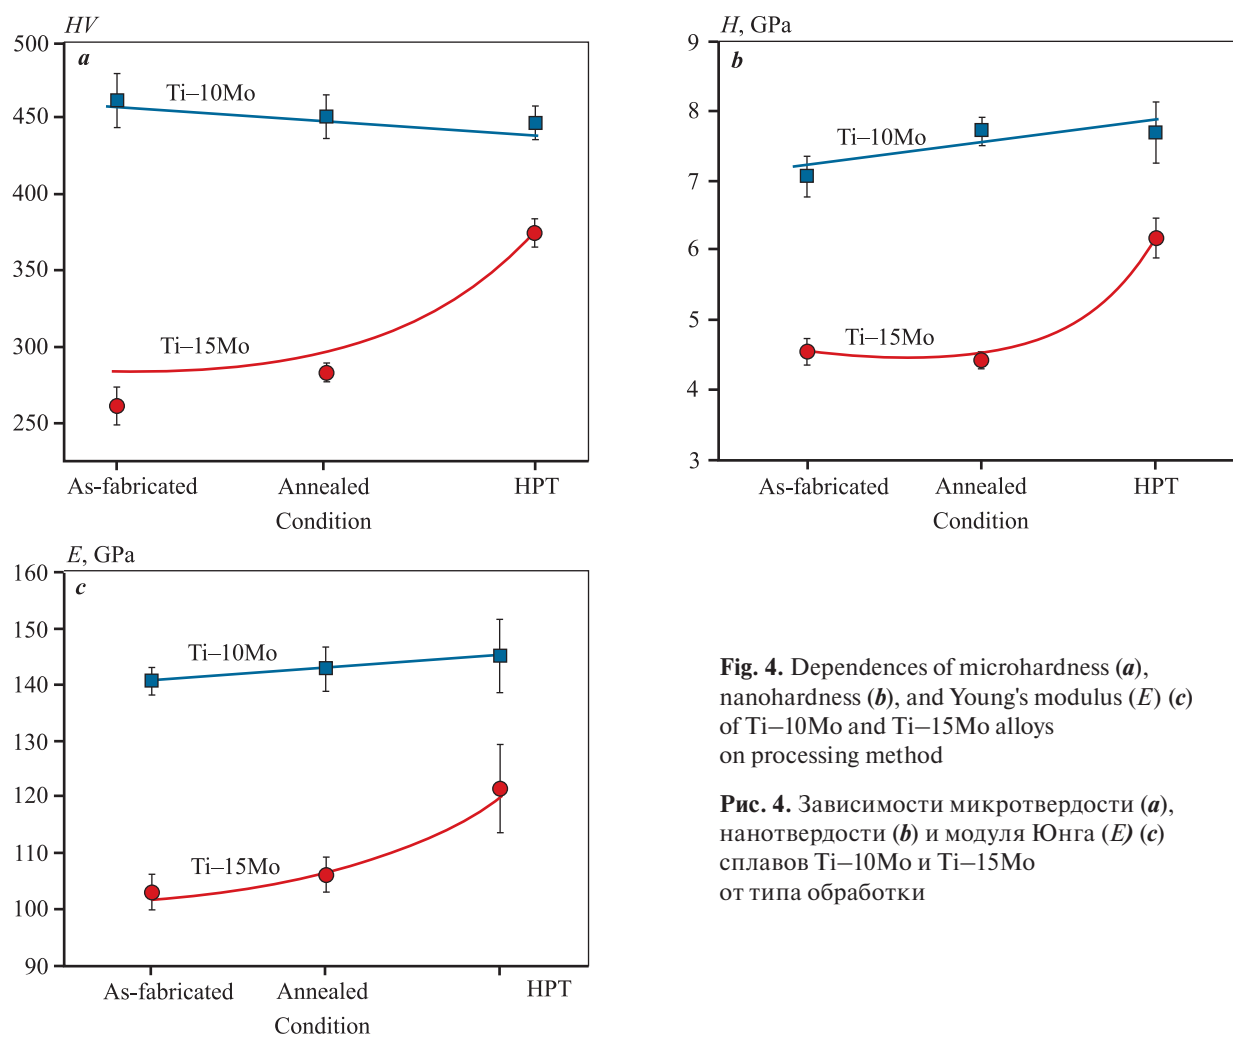 HV
500
a
450
400
350
300
250
Ti–10Mo
Ti–15Mo
As-fabricated
Annealed
HPT
Condition
H, GPa
9
b
8
7
6
5
4
3
Ti–10Mo
Ti–15Mo
As-fabricated
Annealed
HPT
Condition
E, GPa
160
c
150
140
130
120
110
100
90
Ti–10Mo
Ti–15Mo
As-fabricated
Annealed
HPT
Condition
Fig. 4. Dependences of microhardness (a),
nanohardness (b), and Young's modulus (E) (c)
of Ti–10Mo and Ti–15Mo alloys
on processing method
Рис. 4. Зависимости микротвердости (a),
нанотвердости (b) и модуля Юнга (E) (c)
сплавов Ti–10Mo и Ti–15Mo
от типа обработки